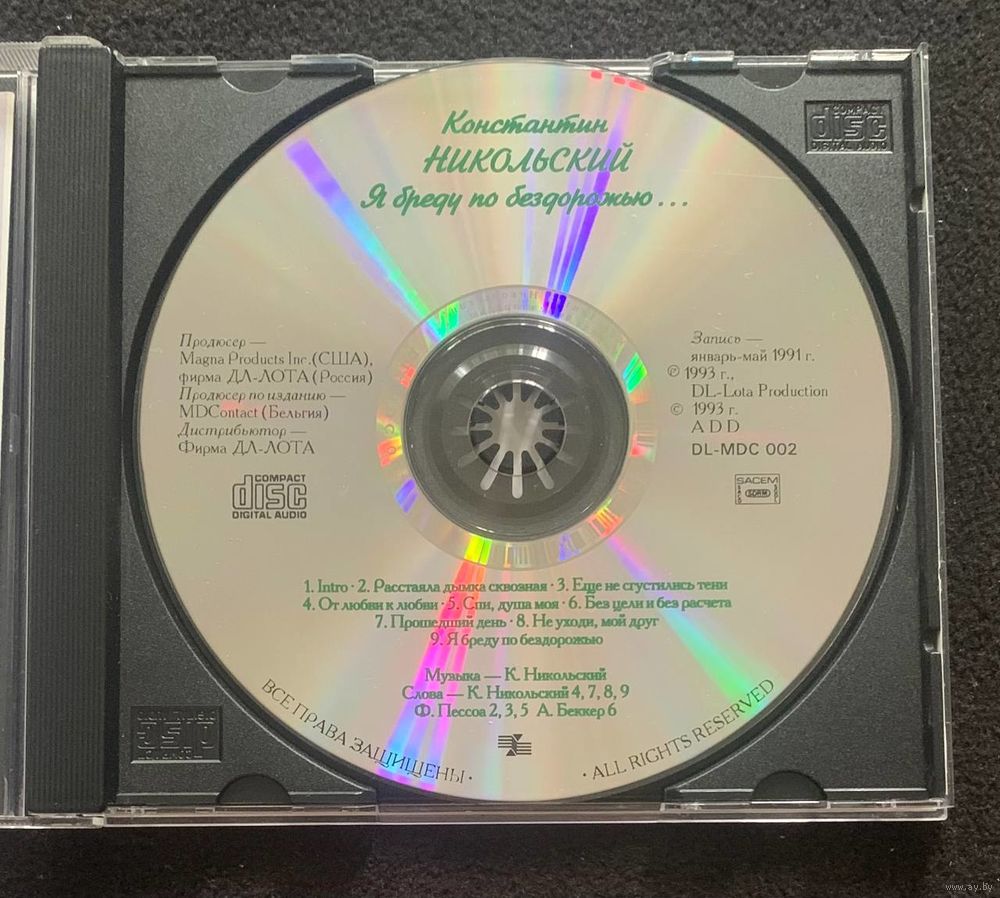 Константин
НИКОЛЬСКИЙ
Я бреду по бездорожью...
COMPACT
disc
DIGITAL AUDIO
Продюсер —
Magna Products Inc.(США),
фирма ДЛ-ЛОТА (Россия)
Продюсер по изданию —
MDContact (Бельгия)
Дистрибьютор —
Фирма ДЛ-ЛОТА
COMPACT
disc
DIGITAL AUDIO
Запись —
январь-май 1991 г.
℗ 1993 г.,
DL-Lota Production
© 1993 г.
A D D
DL-MDC 002
SACEM
SDRM
1. Intro · 2. Расстаяла дымка сквозная · 3. Еще не сгустились тени
4. От любви к любви · 5. Спи, душа моя · 6. Без цели и без расчета
7. Прошедший день · 8. Не уходи, мой друг
9. Я бреду по бездорожью
Музыка — К. Никольский
Слова — К. Никольский 4, 7, 8, 9
Ф. Пессоа 2, 3, 5 А. Беккер 6
ВСЕ ПРАВА ЗАЩИЩЕНЫ ·
· ALL RIGHTS RESERVED
www.ay.by